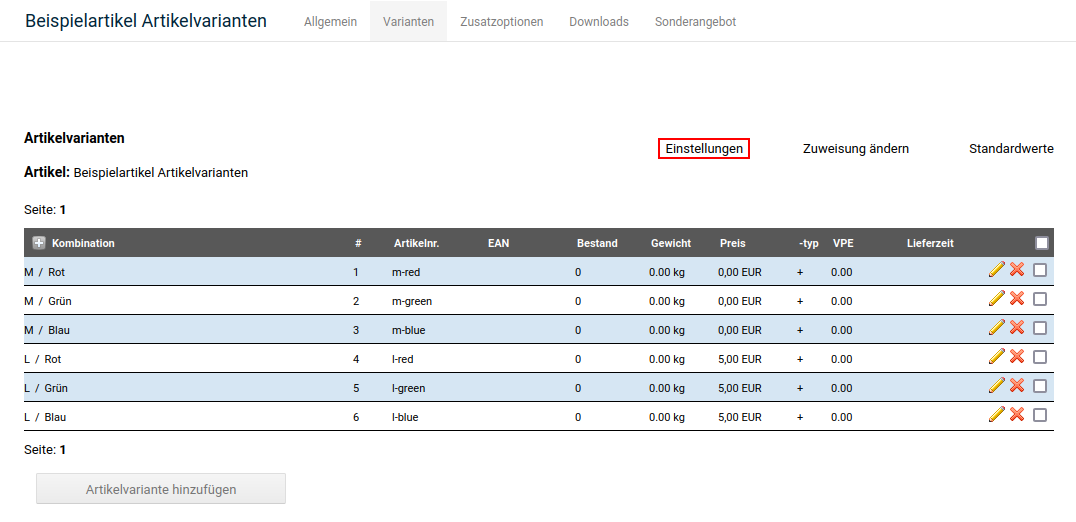 Beispielartikel Artikelvarianten Allgemein Varianten Zusatzoptionen Downloads Sonderangebot
Artikelvarianten
Einstellungen Zuweisung ändern Standardwerte
Artikel: Beispielartikel Artikelvarianten
Seite: 1
Kombination # Artikelnr. EAN Bestand Gewicht Preis -typ VPE Lieferzeit
M / Rot 1 m-red 0 0.00 kg 0,00 EUR + 0.00
M / Grün 2 m-green 0 0.00 kg 0,00 EUR + 0.00
M / Blau 3 m-blue 0 0.00 kg 0,00 EUR + 0.00
L / Rot 4 l-red 0 0.00 kg 5,00 EUR + 0.00
L / Grün 5 l-green 0 0.00 kg 5,00 EUR + 0.00
L / Blau 6 l-blue 0 0.00 kg 5,00 EUR + 0.00
Seite: 1
Artikelvariante hinzufügen